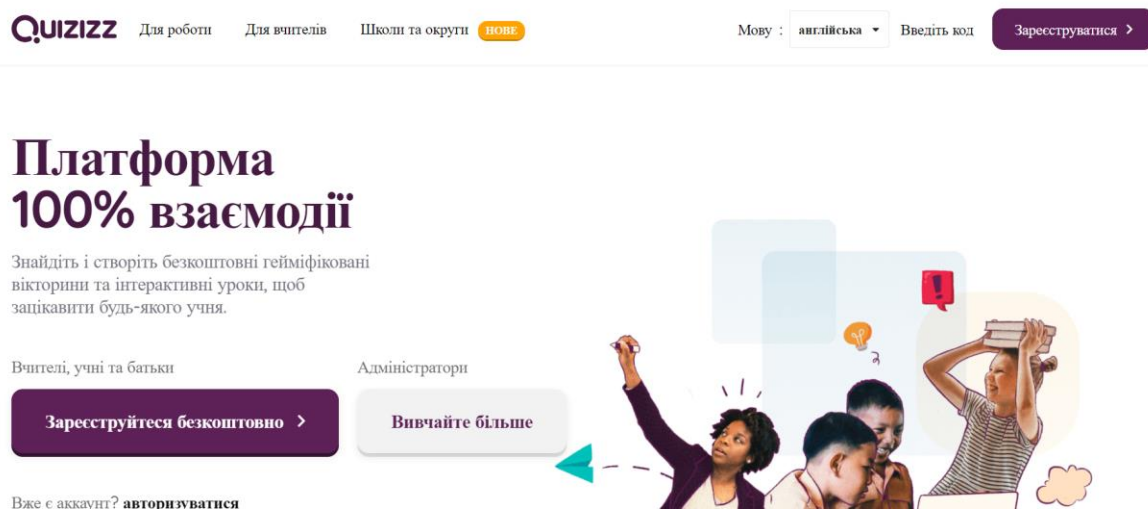 QUIZIZZ Для роботи Для вчителів Школи та округи НОВЕ Мову : англійська Введіть код Зареєструватися
Платформа
100% взаємодії
Знайдіть і створіть безкоштовні гейміфіковані
вікторини та інтерактивні уроки, щоб
зацікавити будь-якого учня.
Вчителі, учні та батьки
Зареєструйтеся безкоштовно
Адміністратори
Вивчайте більше
Вже є аккаунт? авторизуватися